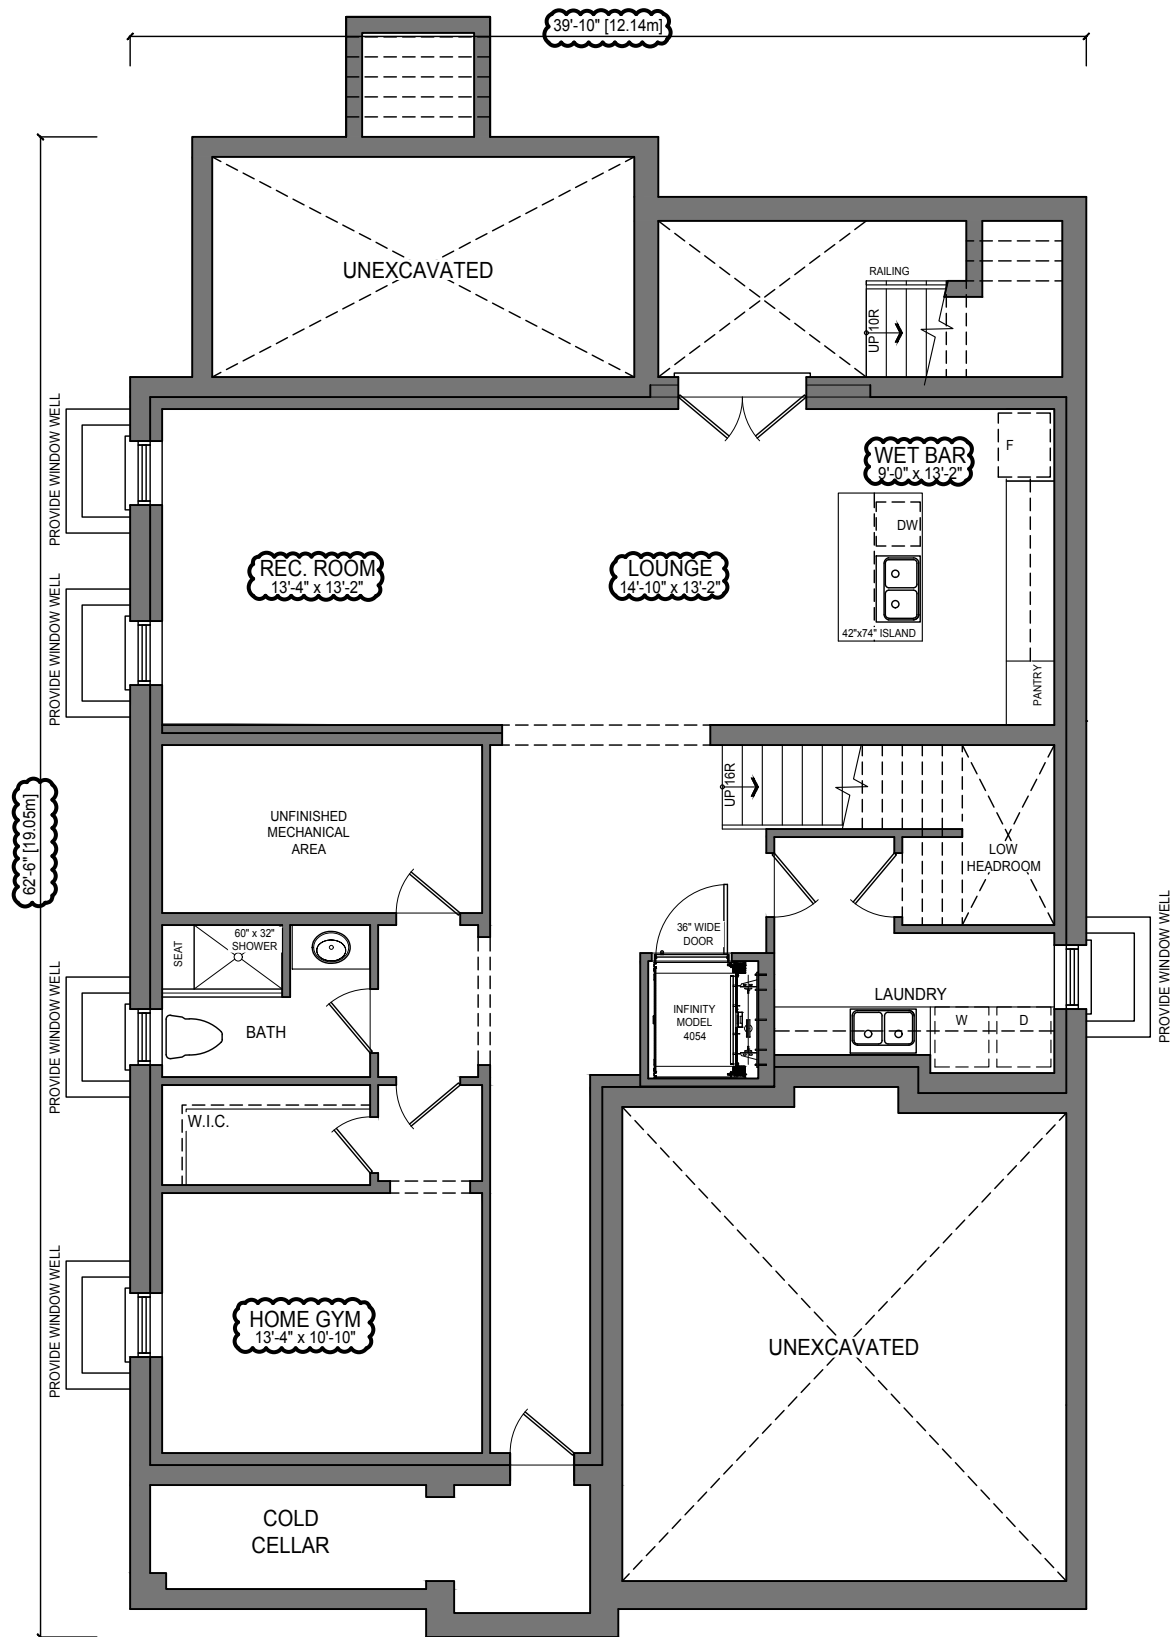 39'-10" [12.14m]
UNEXCAVATED
RAILING
UP 10R
PROVIDE WINDOW WELL
WET BAR
9'-0" x 13'-2"
F
DW
REC. ROOM
13'-4" x 13'-2"
LOUNGE
14'-10" x 13'-2"
42"x74" ISLAND
PANTRY
PROVIDE WINDOW WELL
62'-6" [19.05m]
UNFINISHED
MECHANICAL
AREA
UP 16R
LOW
HEADROOM
PROVIDE WINDOW WELL
SEAT
60" x 32"
SHOWER
36" WIDE
DOOR
BATH
INFINITY
MODEL
4054
LAUNDRY
W
D
PROVIDE WINDOW WELL
W.I.C.
PROVIDE WINDOW WELL
HOME GYM
13'-4" x 10'-10"
UNEXCAVATED
COLD
CELLAR